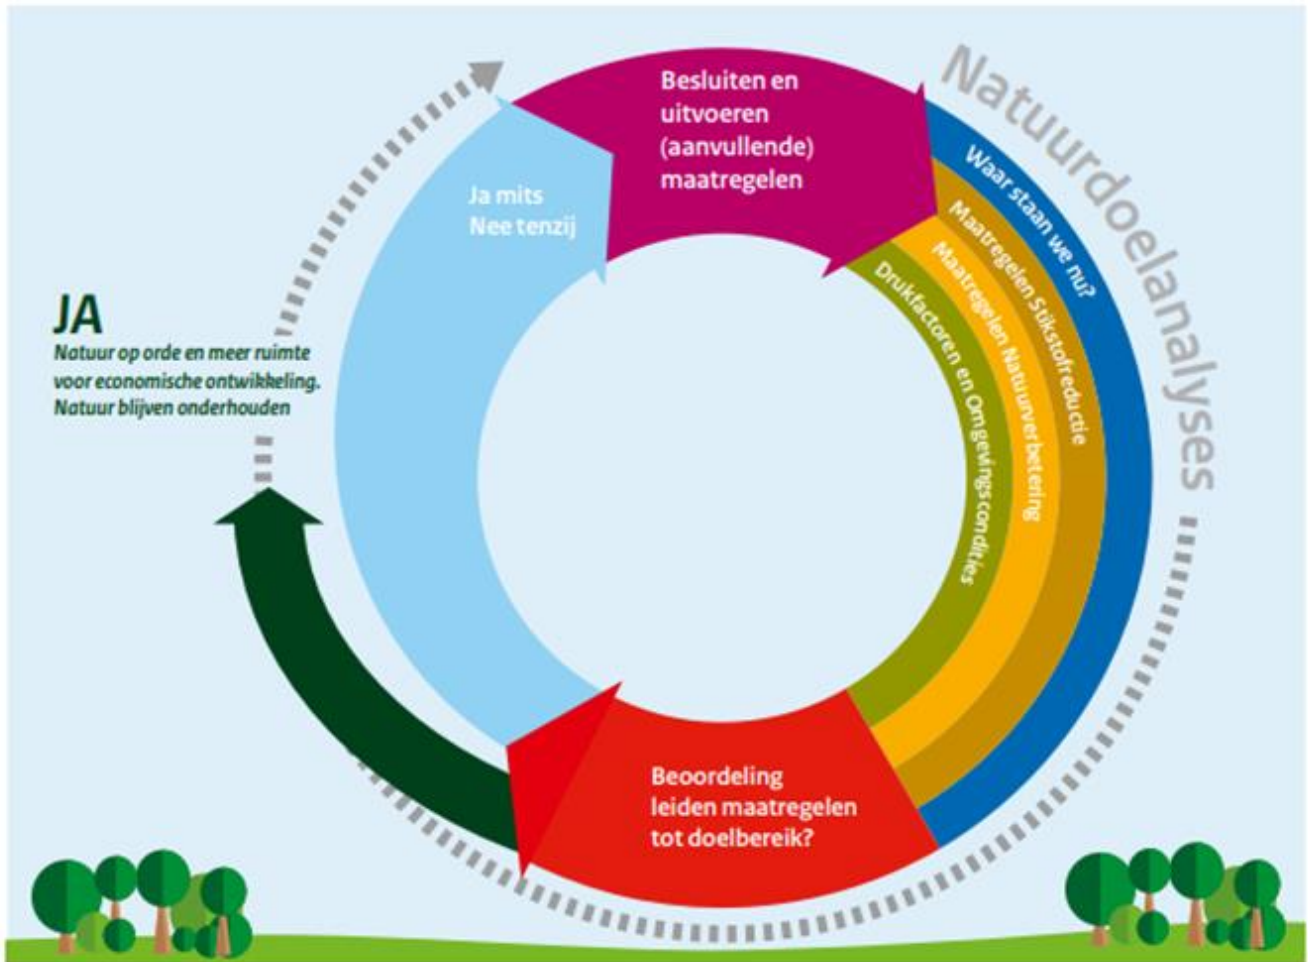 Natuurdoelanalyses
Besluiten en
uitvoeren
(aanvullende)
maatregelen
Waar staan we nu?
Maatregelen Stikstofreductie
Maatregelen Natuurverbetering
Drukfactoren en Omgevingscondities
Beoordeling
leiden maatregelen
tot doelbereik?
Ja mits
Nee tenzij
JA
Natuur op orde en meer ruimte
voor economische ontwikkeling.
Natuur blijven onderhouden